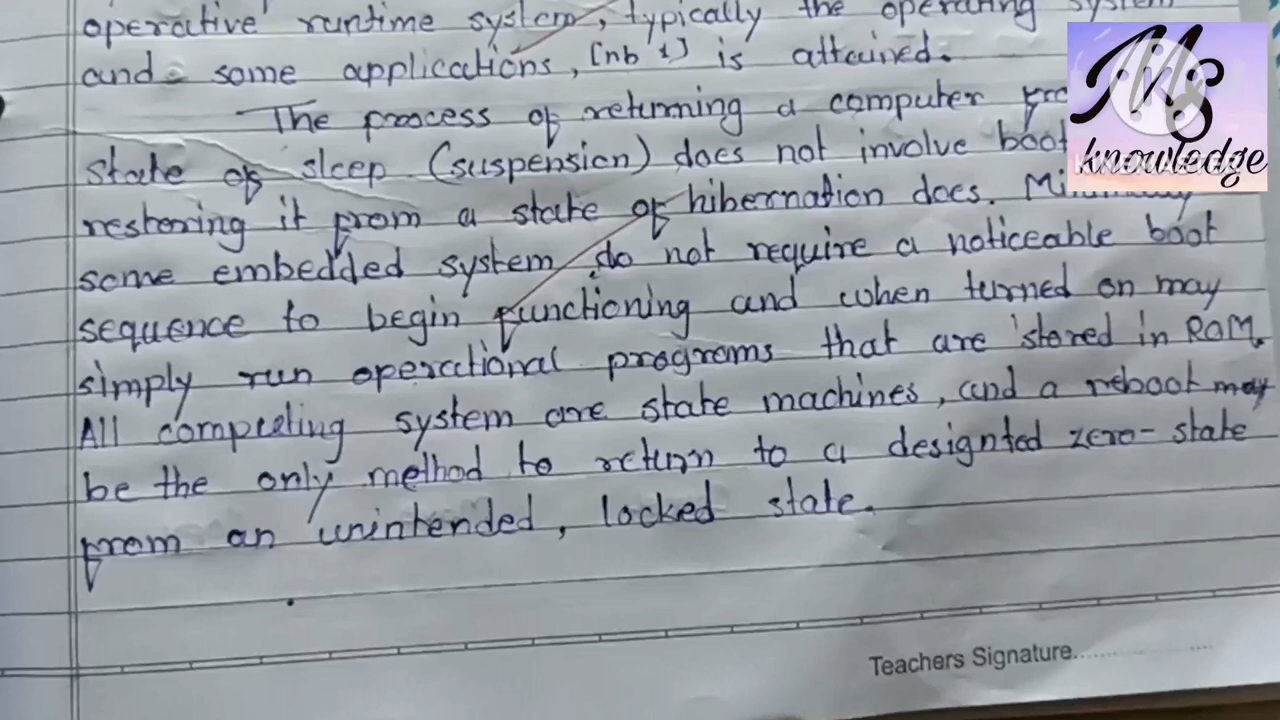 operative runtime system, typically the operating system
and some applications, [nb 1] is attained.
The process of returning a computer
state of sleep (suspension) does not involve boot
restoring it from a state of hibernation does.
some embedded system do not require a noticeable boot
sequence to begin functioning and when turned on may
simply run operational programs that are stored in ROM.
All computing system are state machines, and a reboot may
be the only method to return to a designted zero-state
from an unintended, locked state.
Teachers Signature...................
MS
knowledge